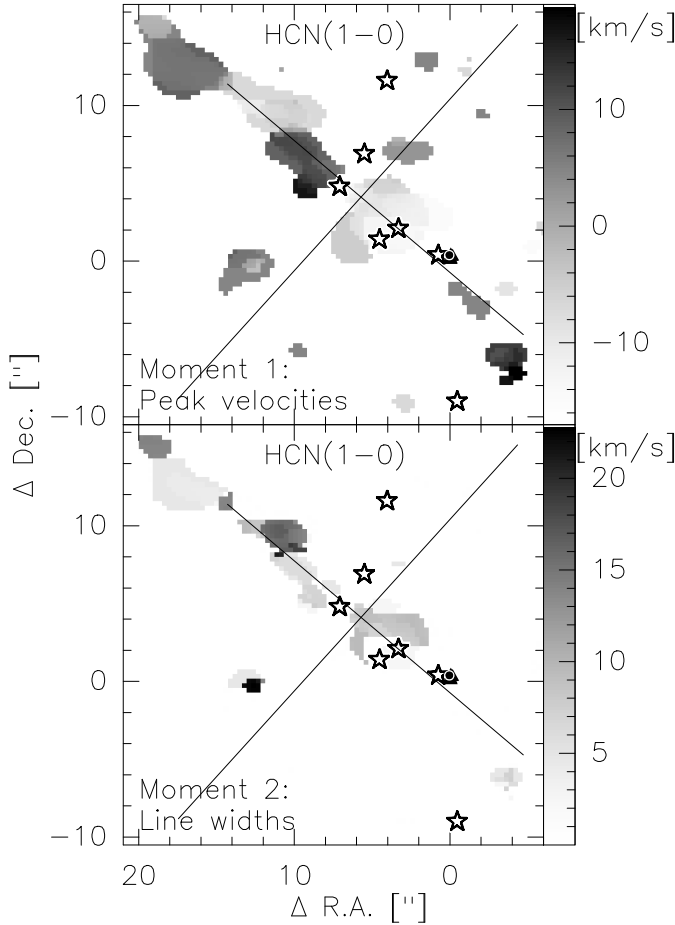 HCN(1−0)
[km/s]
10
10
0
0
−10
Moment 1:
Peak velocities
−10
HCN(1−0)
[km/s]
20
10
15
10
0
5
Moment 2:
Line widths
−10
20
10
0
Δ R.A. ["]
Δ Dec. ["]